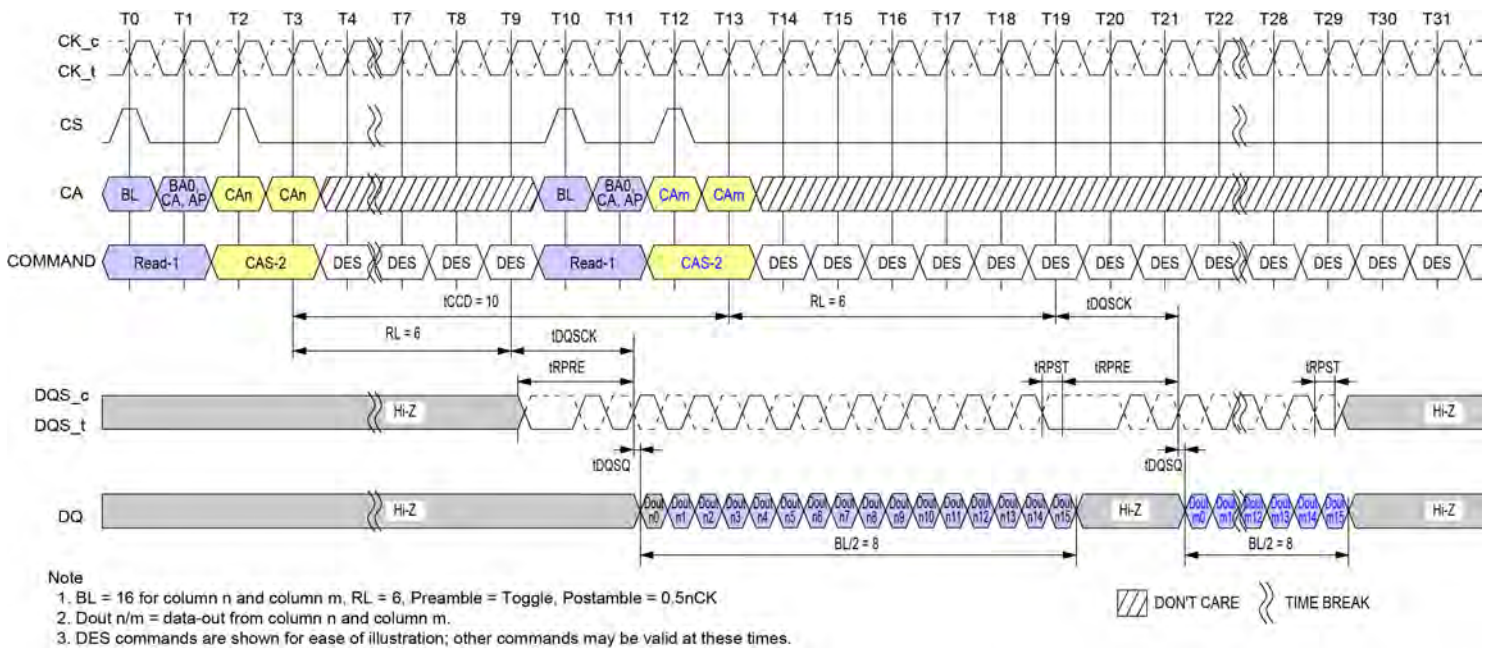 T0 T1 T2 T3 T4 T7 T8 T9 T10 T11 T12 T13 T14 T15 T16 T17 T18 T19 T20 T21 T22 T28 T29 T30 T31
CK_c
CK_t
CS
CA BL BA0, CA, AP CAn CAn BL BA0, CA, AP CAm CAm
COMMAND Read-1 CAS-2 DES DES DES DES Read-1 CAS-2 DES DES DES DES DES DES DES DES DES DES DES DES DES
tCCD = 10 RL = 6 tDQSCK
RL = 6 tDQSCK
tRPRE tRPST tRPRE tRPST
DQS_c
DQS_t
Hi-Z Hi-Z
tDQSQ tDQSQ
DQ Hi-Z Dout n0 Dout n1 Dout n2 Dout n3 Dout n4 Dout n5 Dout n6 Dout n7 Dout n8 Dout n9 Dout n10 Dout n11 Dout n12 Dout n13 Dout n14 Dout n15 Hi-Z Dout m0 Dout m1 Dout m12 Dout m13 Dout m14 Dout m15 Hi-Z
BL/2 = 8 BL/2 = 8
Note
1. BL = 16 for column n and column m, RL = 6, Preamble = Toggle, Postamble = 0.5nCK
2. Dout n/m = data-out from column n and column m.
3. DES commands are shown for ease of illustration; other commands may be valid at these times.
DON'T CARE TIME BREAK